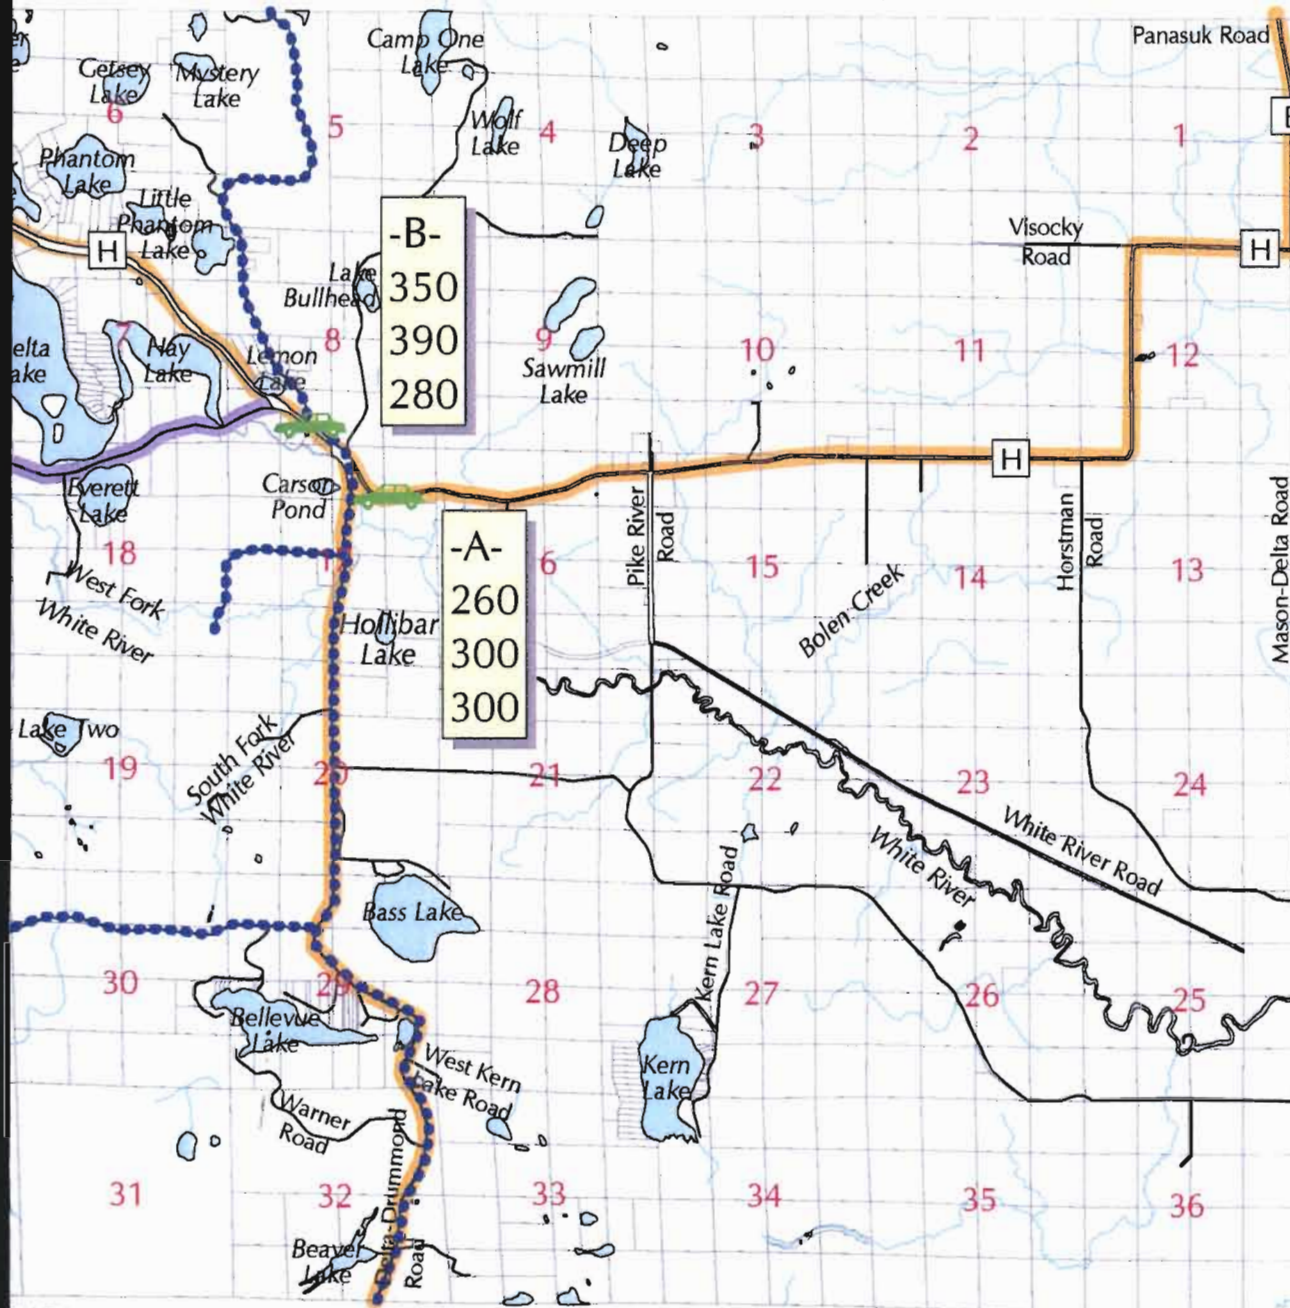 Panasuk Road
Camp One
Lake
Getsey
Lake
Mystery
Lake
6
5
Wolf
Lake
4
Deep
Lake
3
2
1
Phantom
Lake
Little
Phantom
Lake
H
-B-
350
390
280
Visocky
Road
H
Lake
Bullhead
7
Hay
Lake
Lemon
Lake
8
9
Sawmill
Lake
10
11
12
H
Everett
Lake
Carson
Pond
18
-A-
260
300
300
6
Pike River
Road
15
Bolen Creek
14
Horstman
Road
13
Mason-Delta Road
West Fork
White River
Hollibar
Lake
Lake Two
19
South Fork
White River
20
21
22
23
24
White River
White River Road
Bass Lake
Kern Lake Road
30
29
28
27
26
25
Bellevue
Lake
West Kern
Lake Road
Kern
Lake
Warner
Road
31
32
33
34
35
36
Delta-Drummond
Road
Beaver
Lake